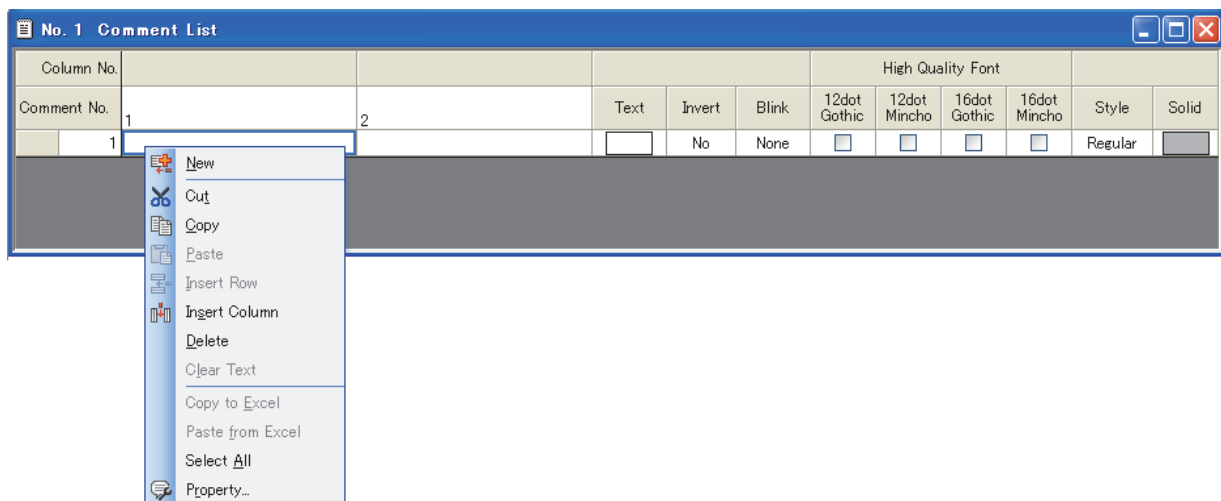 No. 1 Comment List
Column No.
High Quality Font
Comment No. 1 2 Text Invert Blink 12dot Gothic 12dot Mincho 16dot Gothic 16dot Mincho Style Solid
1 No None Regular
New
Cut
Copy
Paste
Insert Row
Insert Column
Delete
Clear Text
Copy to Excel
Paste from Excel
Select All
Property...